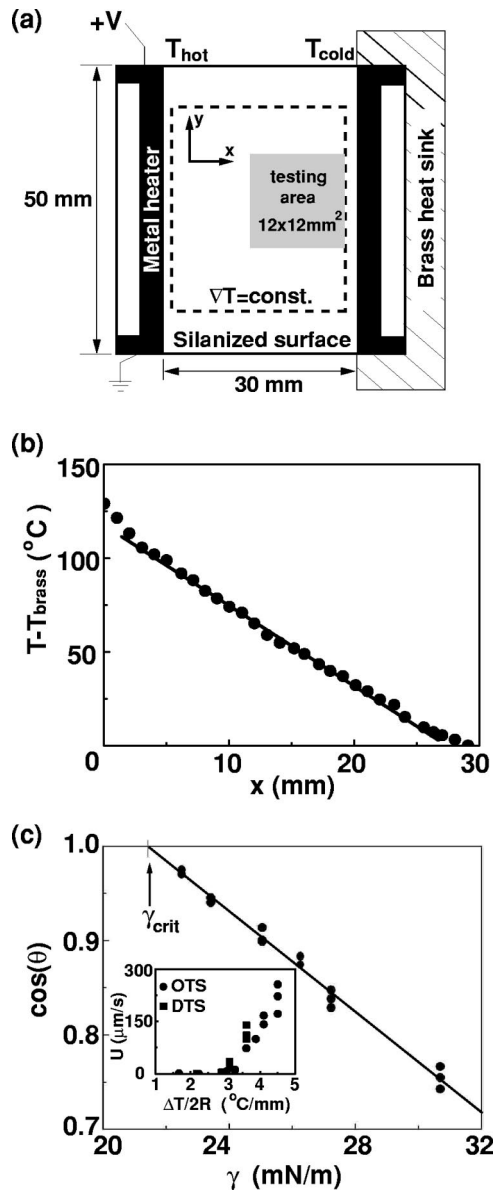 (a)
+V
T_hot
T_cold
y
x
testing
area
12x12mm²
50 mm
Metal heater
Brass heat sink
∇T=const.
Silanized surface
30 mm
(b)
150
100
50
0
T-T_brass (°C)
0
10
20
30
x (mm)
(c)
1.0
0.9
0.8
0.7
cos(θ)
γ_crit
300
150
0
U (μm/s)
OTS
DTS
1
2
3
4
5
ΔT/2R (°C/mm)
20
24
28
32
γ (mN/m)